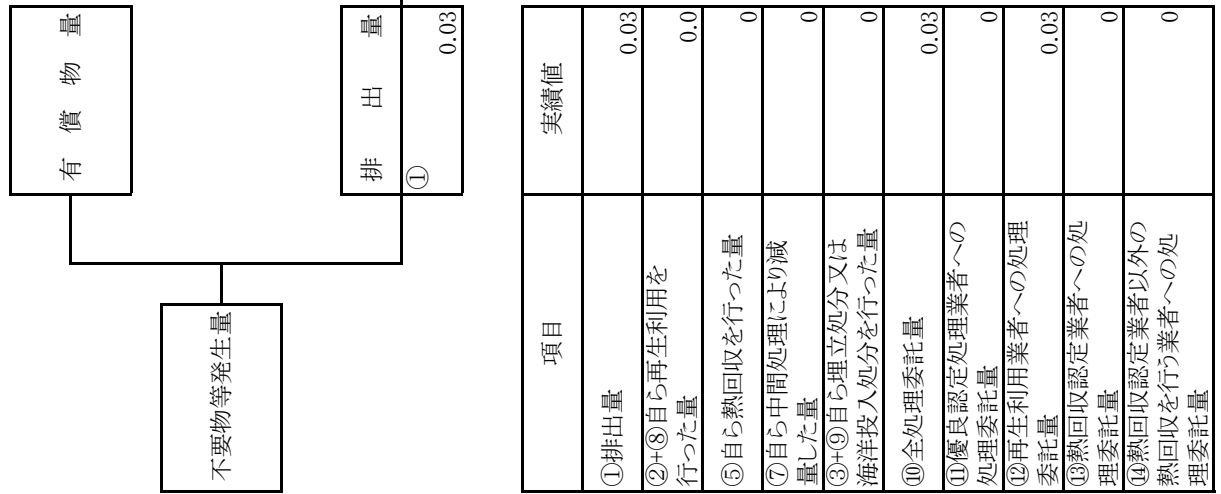 有 償 物 量
排 出 量
①
0.03
不要物等発生量
項目
実績値
①排出量
0.03
②+⑧自ら再生利用を
行った量
0.0
⑤自ら熱回収を行った量
0
⑦自ら中間処理により減
量した量
0
③+⑨自ら埋立処分又は
海洋投入処分を行った量
0
⑩全処理委託量
0.03
⑪優良認定処理業者への
処理委託量
0
⑫再生利用業者への処理
委託量
0.03
⑬熱回収認定業者への処
理委託量
0
⑭熱回収認定業者以外の
熱回収を行う業者への処
理委託量
0